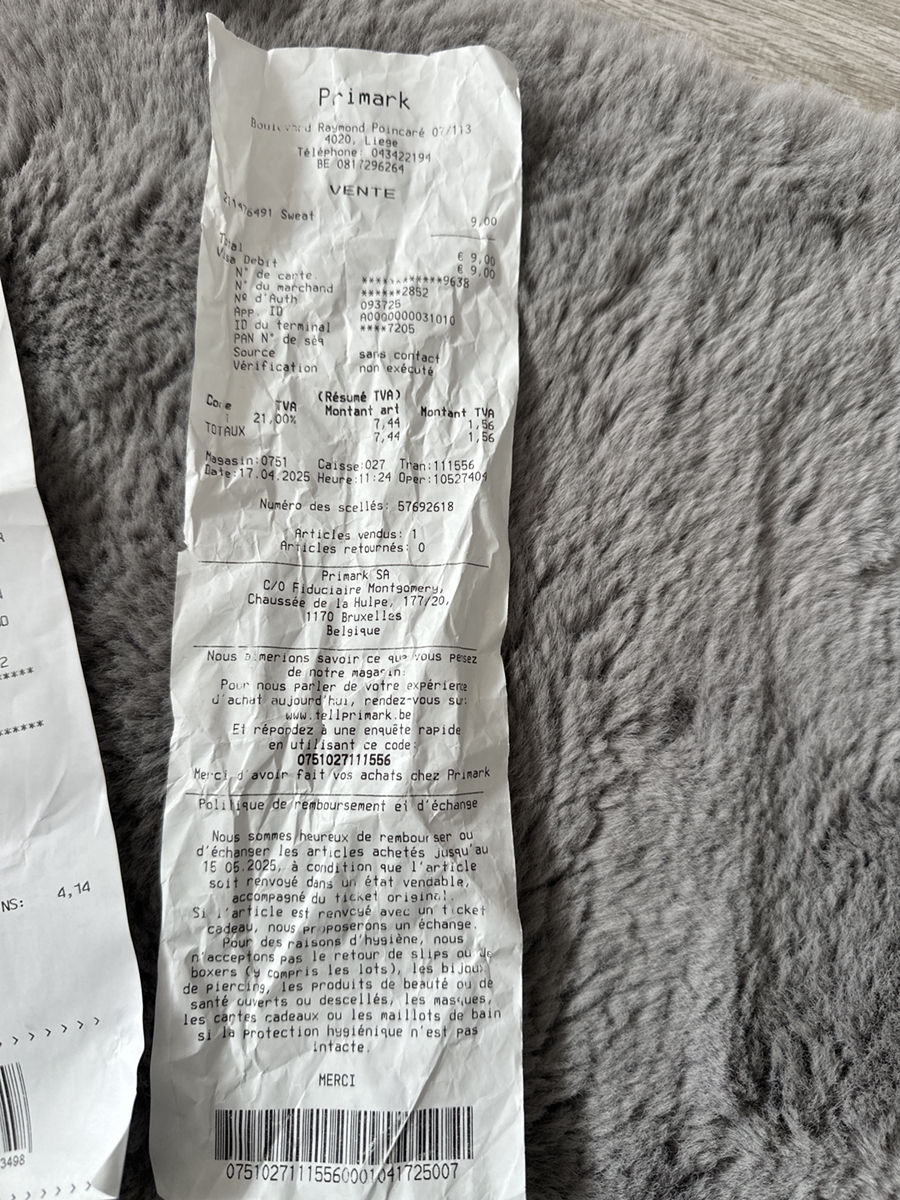 Primark
Boulevard Raymond Poincaré 07/113
4020, Liege
Téléphone: 043422194
BE 0817296264
VENTE
Sweat 9,00
Total € 9,00
Visa Debit € 9,00
N° de carte. ************9638
N° du marchand ******2852
Nº d'Auth 093725
App. ID A0000000031010
ID du terminal ****7205
PAN N° de séq
Source sans contact
Vérification non exécuté
(Résumé TVA)
Code TVA Montant art Montant TVA
1 21,00% 7,44 1,56
TOTAUX 7,44 1,56
Magasin:0751 Caisse:027 Tran:111556
Date:17.04.2025 Heure:11:24 Oper:10527404
Numéro des scellés: 57692618
Articles vendus: 1
Articles retournés: 0
Primark SA
C/O Fiduciaire Montgomery,
Chaussée de la Hulpe, 177/20,
1170 Bruxelles
Belgique
Nous aimerions savoir ce que vous pensez
de notre magasin.
Pour nous parler de votre expérience
d'achat aujourd'hui, rendez-vous sur
www.tellprimark.be
Et répondez à une enquête rapide
en utilisant ce code:
0751027111556
Merci d'avoir fait vos achats chez Primark
Politique de remboursement et d'échange
Nous sommes heureux de rembourser ou
d'échanger les articles achetés jusqu'au
15.05.2025, à condition que l'article
soit renvoyé dans un état vendable,
accompagné du ticket original.
Si l'article est renvoyé avec un ticket
cadeau, nous proposerons un échange.
Pour des raisons d'hygiène, nous
n'acceptons pas le retour de slips ou de
boxers (y compris les lots), les bijoux
de piercing, les produits de beauté ou de
santé ouverts ou descellés, les masques,
les cartes cadeaux ou les maillots de bain
si la protection hygiénique n'est pas
intacte.
MERCI
07510271115560001041725007
NS: 4,14
3498